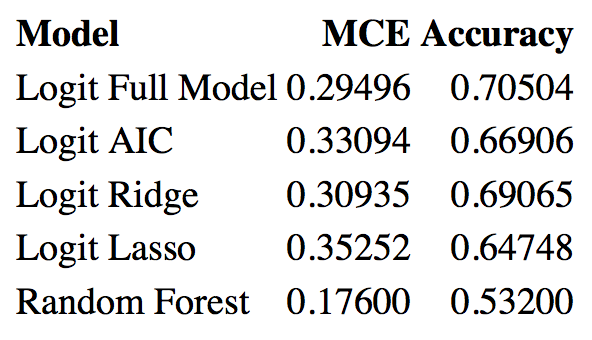 Model MCE Accuracy
Logit Full Model 0.29496 0.70504
Logit AIC 0.33094 0.66906
Logit Ridge 0.30935 0.69065
Logit Lasso 0.35252 0.64748
Random Forest 0.17600 0.53200